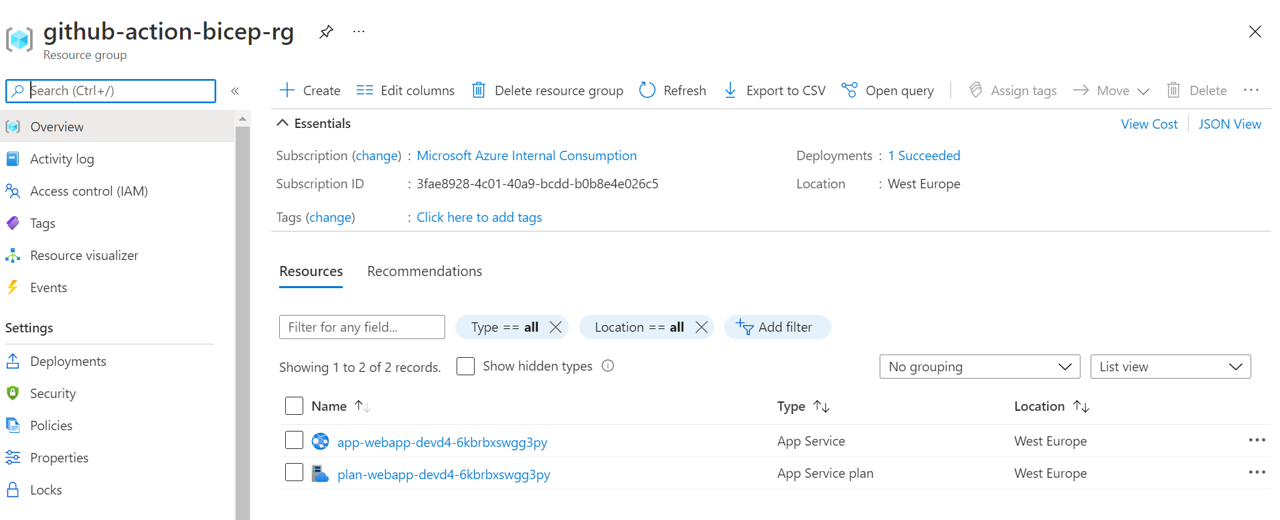 github-action-bicep-rg
Resource group
Search (Ctrl+/)
«
Overview
Activity log
Access control (IAM)
Tags
Resource visualizer
Events
Settings
Deployments
Security
Policies
Properties
Locks
Create Edit columns Delete resource group Refresh Export to CSV Open query Assign tags Move Delete
Essentials View Cost JSON View
Subscription (change) : Microsoft Azure Internal Consumption Deployments : 1 Succeeded
Subscription ID : 3fae8928-4c01-40a9-bcdd-b0b8e4e026c5 Location : West Europe
Tags (change) : Click here to add tags
Resources Recommendations
Filter for any field... Type == all Location == all Add filter
Showing 1 to 2 of 2 records. Show hidden types No grouping List view
Name Type Location
app-webapp-devd4-6kbrbxswgg3py App Service West Europe
plan-webapp-devd4-6kbrbxswgg3py App Service plan West Europe